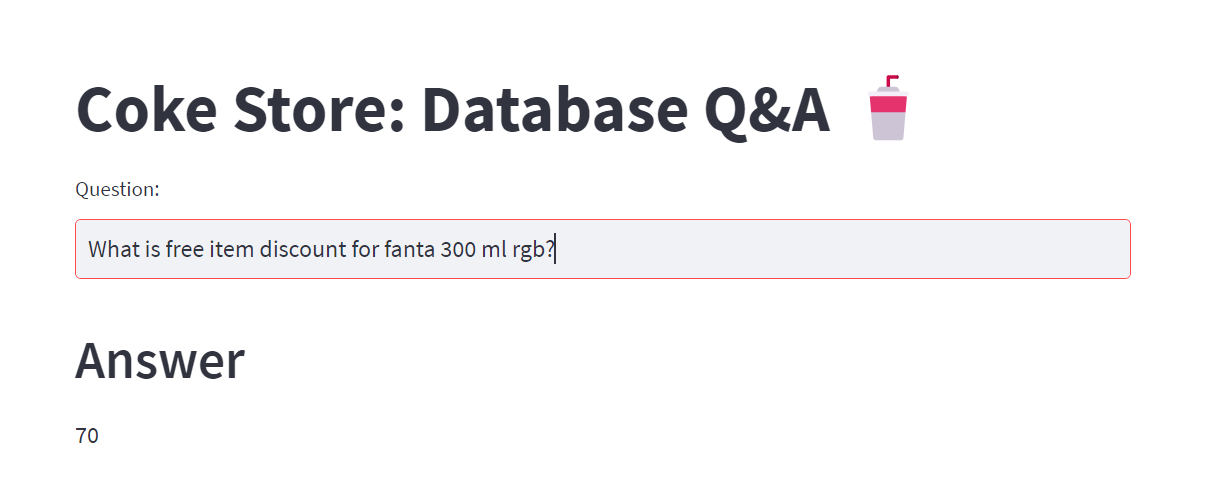 Coke Store: Database Q&A
Question:
What is free item discount for fanta 300 ml rgb?
Answer
70